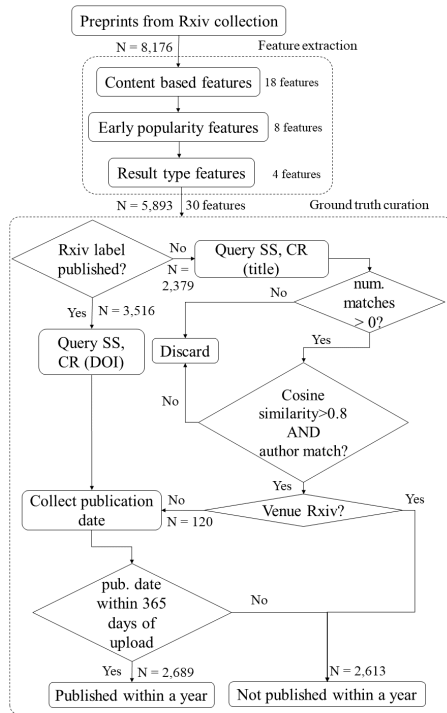 Preprints from Rxiv collection
N = 8,176
Feature extraction
Content based features
18 features
Early popularity features
8 features
Result type features
4 features
N = 5,893
30 features
Ground truth curation
Rxiv label
published?
No
N =
2,379
Query SS, CR
(title)
num.
matches
> 0?
No
Yes
Yes
N = 3,516
Query SS,
CR (DOI)
Discard
No
Cosine
similarity>0.8
AND
author match?
Yes
Collect publication
date
No
N = 120
Venue Rxiv?
Yes
pub. date
within 365
days of
upload
No
Yes
N = 2,689
N = 2,613
Published within a year
Not published within a year